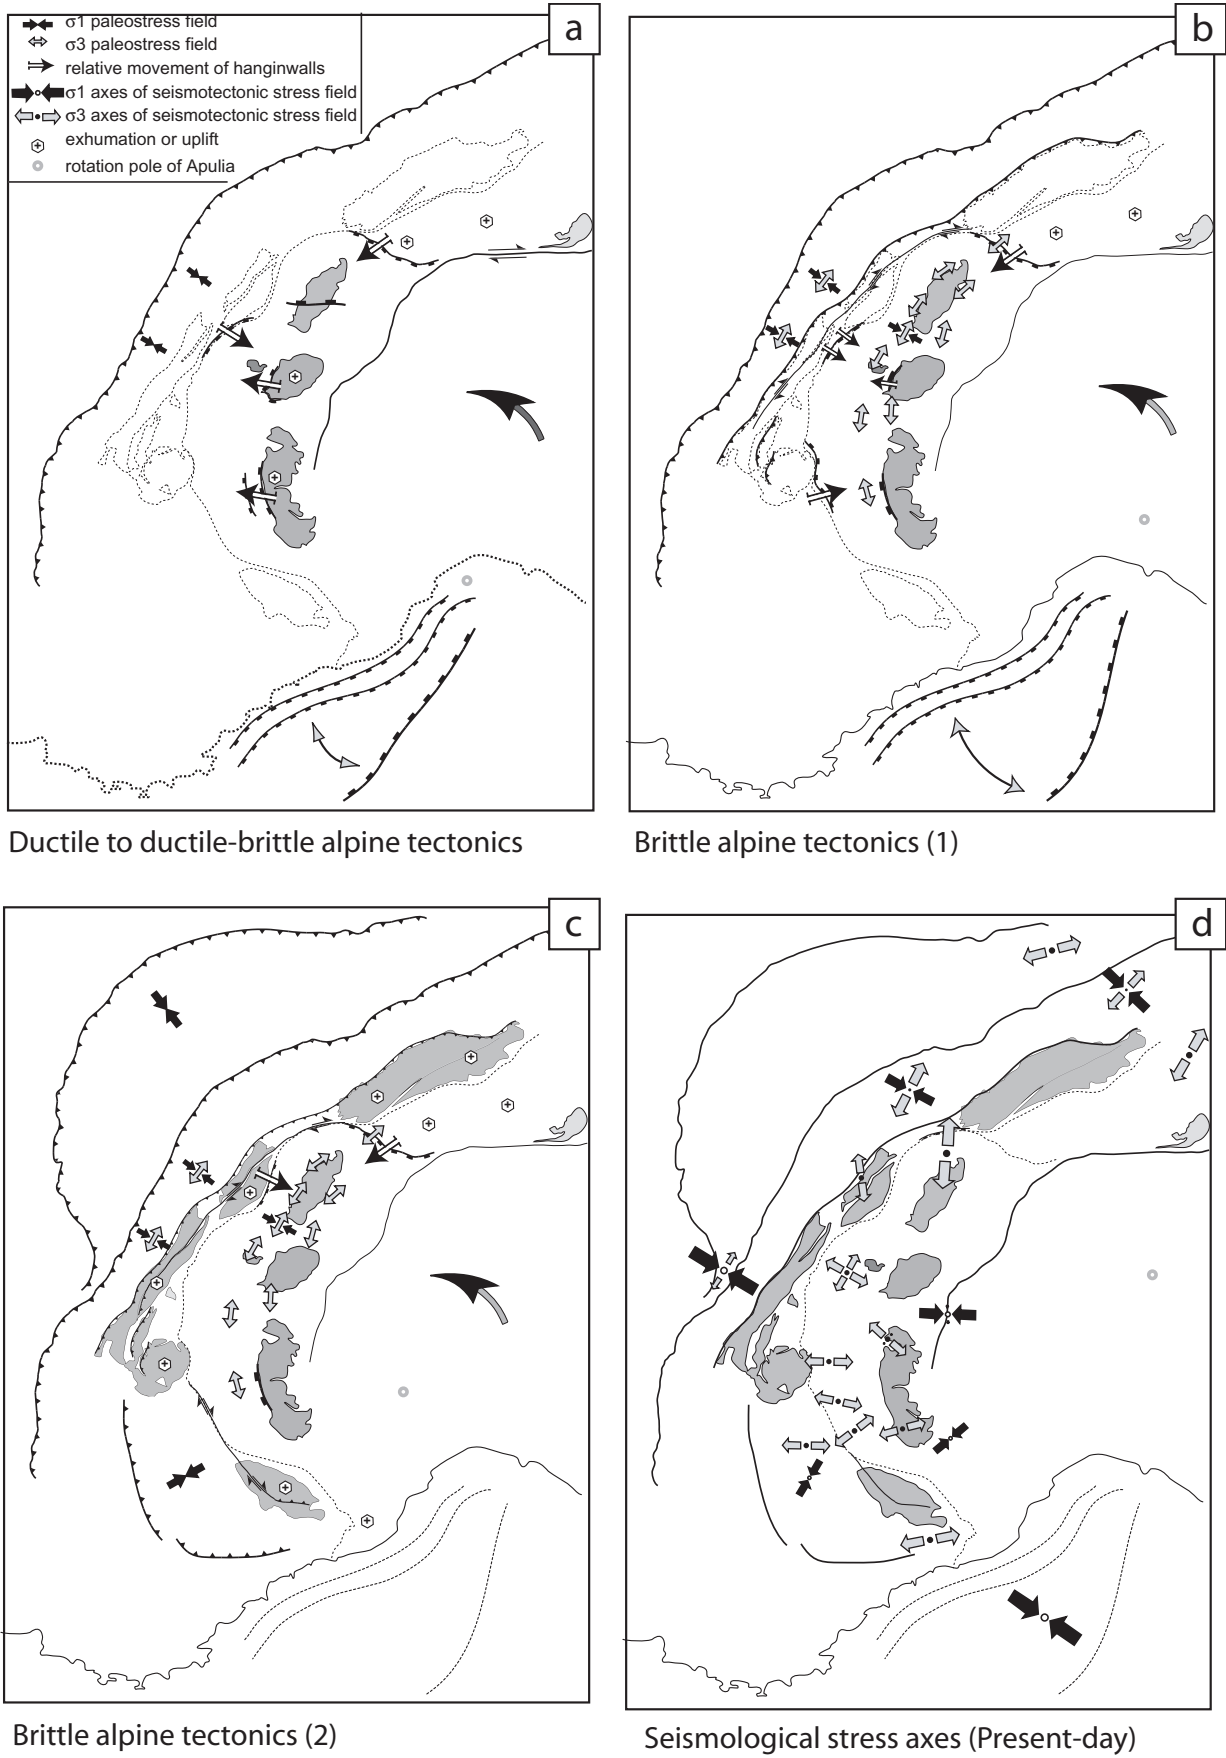 a
σ1 paleostress field
σ3 paleostress field
relative movement of hanginwalls
σ1 axes of seismotectonic stress field
σ3 axes of seismotectonic stress field
exhumation or uplift
rotation pole of Apulia
b
Ductile to ductile-brittle alpine tectonics
Brittle alpine tectonics (1)
c
d
Brittle alpine tectonics (2)
Seismological stress axes (Present-day)